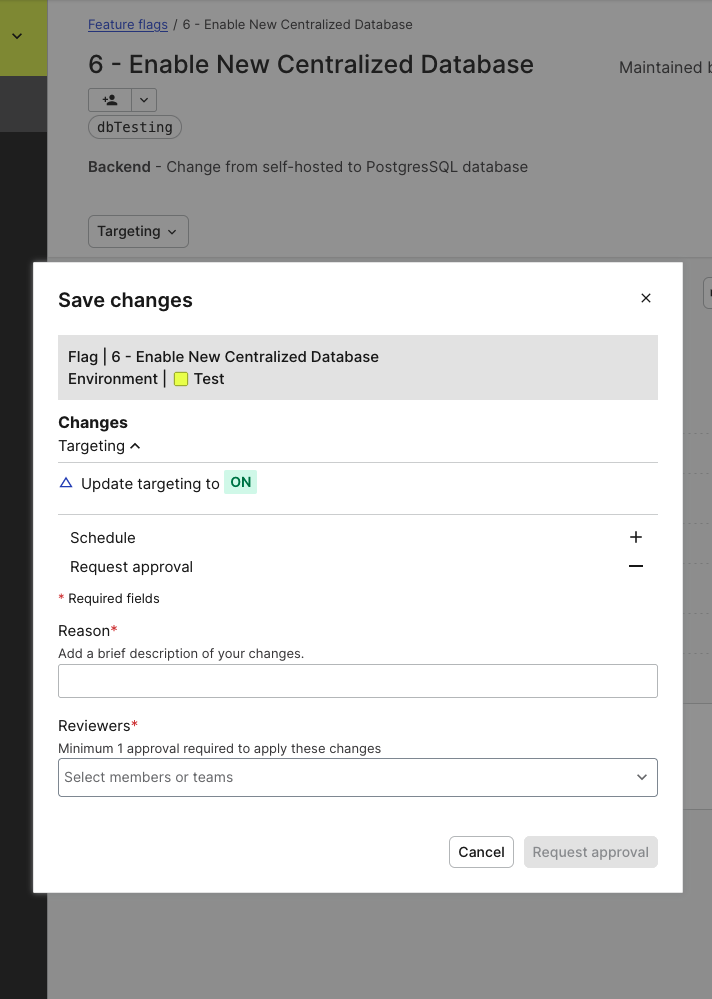 Feature flags / 6 - Enable New Centralized Database
6 - Enable New Centralized Database
Maintained b
dbTesting
Backend - Change from self-hosted to PostgresSQL database
Targeting
Save changes
Flag | 6 - Enable New Centralized Database
Environment | Test
Changes
Targeting
Update targeting to ON
Schedule
Request approval
* Required fields
Reason*
Add a brief description of your changes.
Reviewers*
Minimum 1 approval required to apply these changes
Select members or teams
Cancel
Request approval